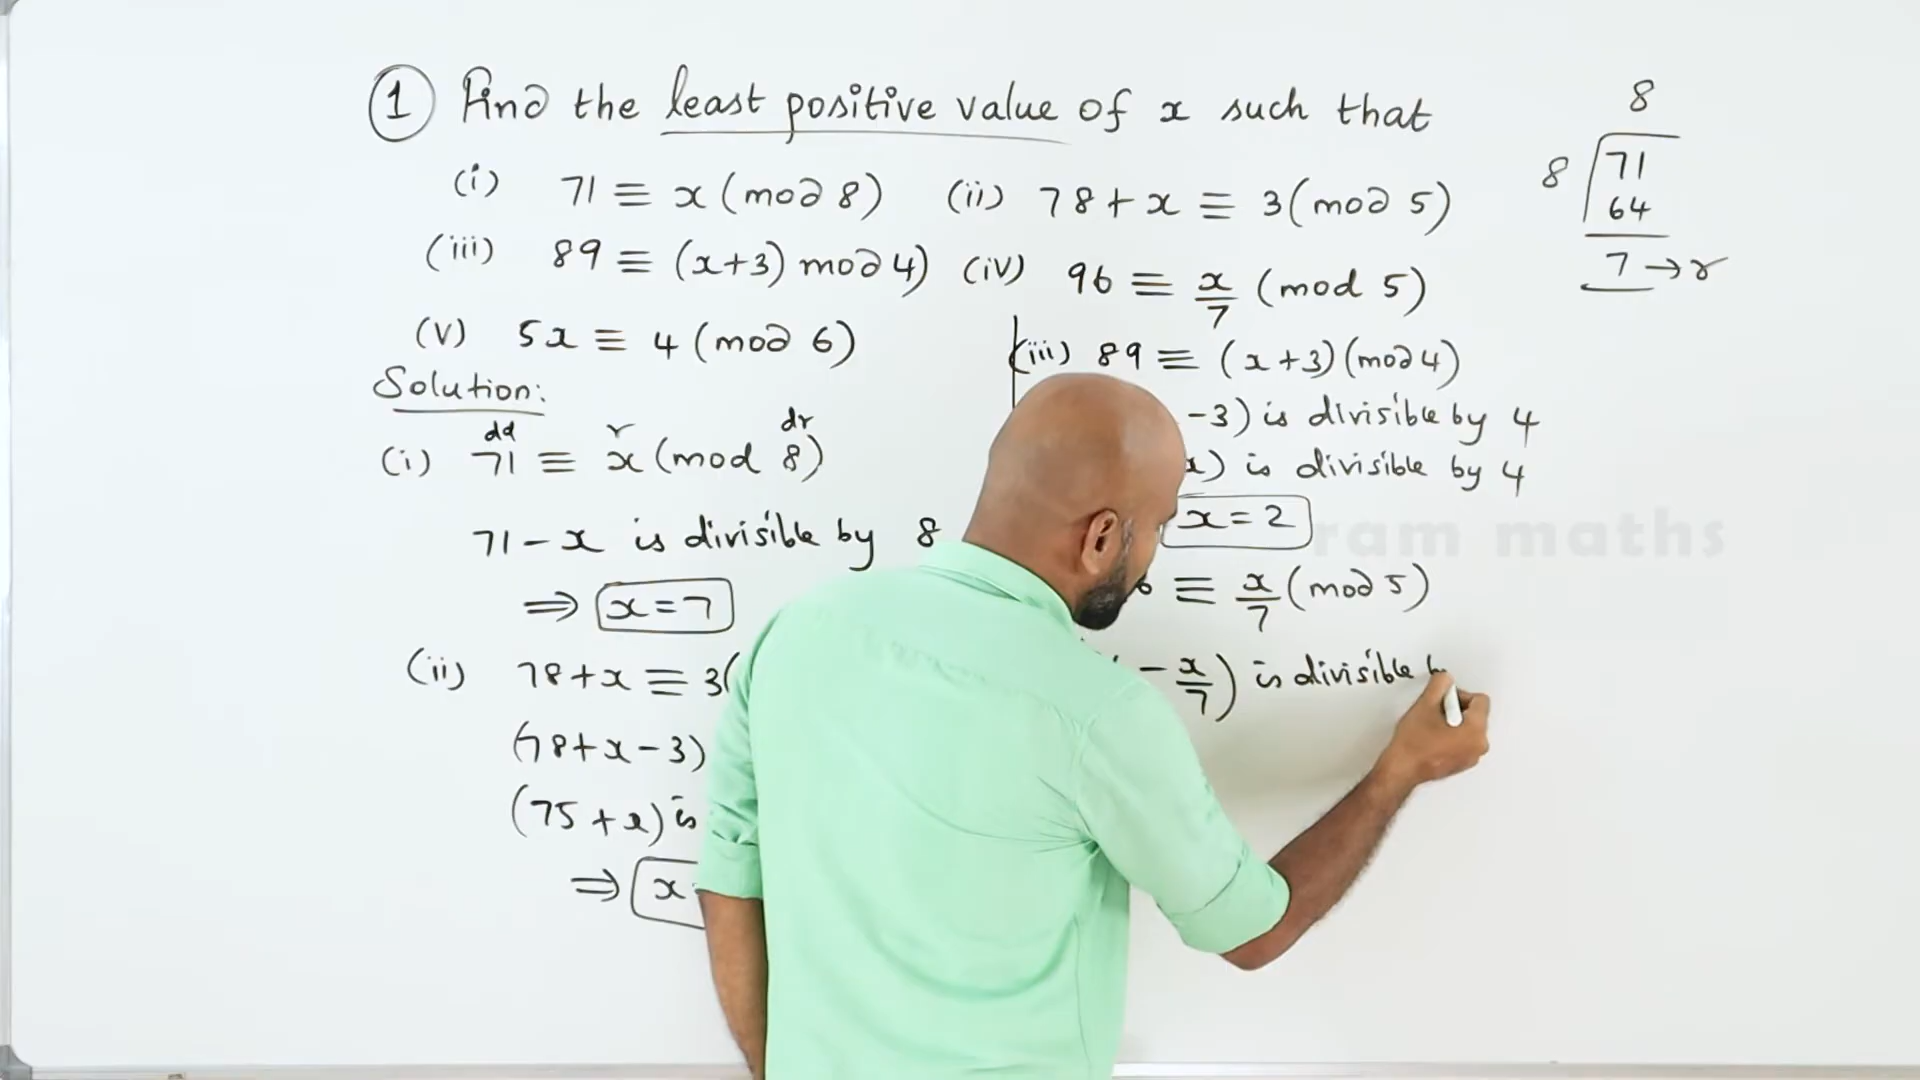 1 Find the least positive value of x such that
(i) 71 ≡ x (mod 8) (ii) 78 + x ≡ 3 (mod 5)
(iii) 89 ≡ (x+3) mod 4) (iv) 96 ≡ x/7 (mod 5)
(v) 5x ≡ 4 (mod 6)
8
8 71
64
7 → r
Solution:
dd r dr
(i) 71 ≡ x (mod 8)
71 - x is divisible by 8
⇒ x = 7
(ii) 78 + x ≡ 3 (
(78 + x - 3)
(75 + x) is
⇒ x
(iii) 89 ≡ (x+3) (mod 4)
-3) is divisible by 4
x) is divisible by 4
x = 2
≡ x/7 (mod 5)
- x/7) is divisible
ram maths